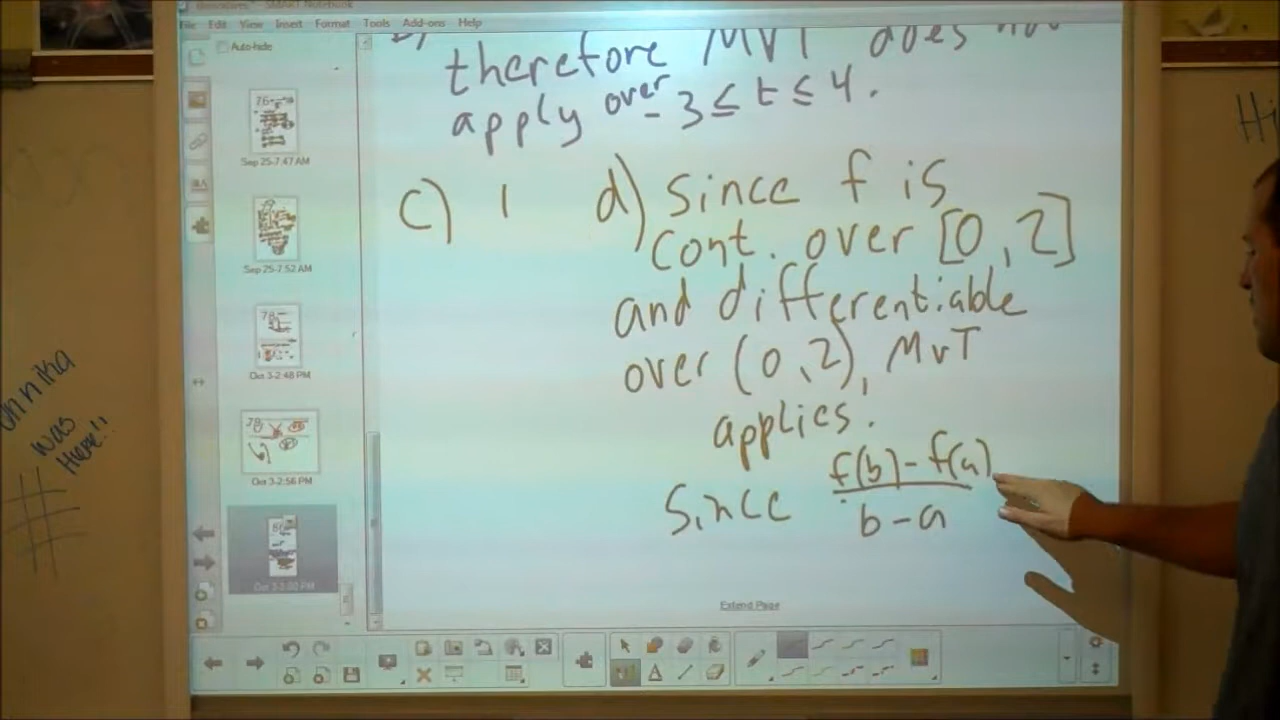 SMART Notebook
File Edit View Insert Format Tools Add-ons Help
Auto-hide
Sep 25-7:47 AM
Sep 25-7:52 AM
Oct 3-2:48 PM
Oct 3-2:56 PM
Oct 3-3:00 PM
therefore MVT does
apply over -3 ≤ t ≤ 4.
c) 1
d) Since f is
cont. over [0,2]
and differentiable
over (0,2), MVT
applies.
Since f(b)-f(a)
b-a
Extend Page
was
Here!!
#
Hi